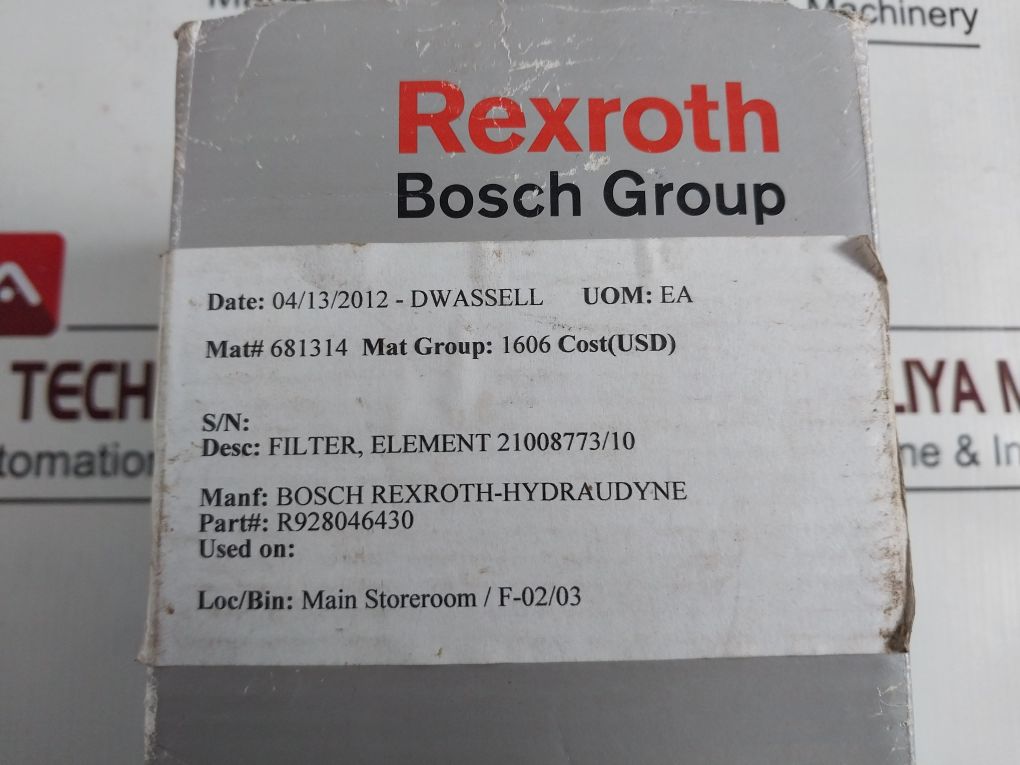 Machinery
Rexroth
Bosch Group
Date: 04/13/2012 - DWASSELL UOM: EA
Mat# 681314 Mat Group: 1606 Cost(USD)
S/N:
Desc: FILTER, ELEMENT 21008773/10
Manf: BOSCH REXROTH-HYDRAUDYNE
Part#: R928046430
Used on:
Loc/Bin: Main Storeroom / F-02/03
A
TECH
LIYA M
tomation
ne & In